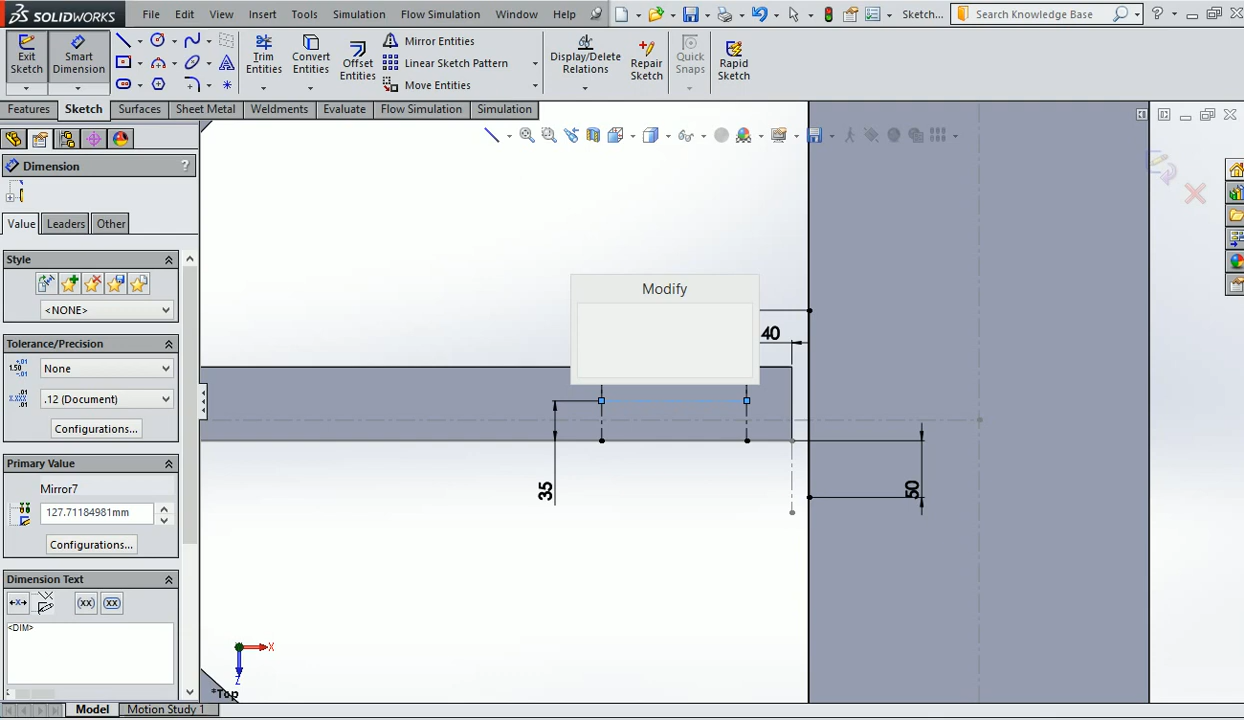 SOLIDWORKS File Edit View Insert Tools Simulation Flow Simulation Window Help Sketch... Search Knowledge Base ?
Exit Sketch
Smart Dimension
Trim Entities
Convert Entities
Offset Entities
Mirror Entities
Linear Sketch Pattern
Move Entities
Display/Delete Relations
Repair Sketch
Quick Snaps
Rapid Sketch
Features Sketch Surfaces Sheet Metal Weldments Evaluate Flow Simulation Simulation
Dimension ?
Value Leaders Other
Style
<NONE>
Tolerance/Precision
None
.12 (Document)
Configurations...
Primary Value
Mirror7
127.71184981mm
Configurations...
Dimension Text
(xx) (xx)
<DIM>
Modify
40
35
50
X
Z
*Top
Model Motion Study 1